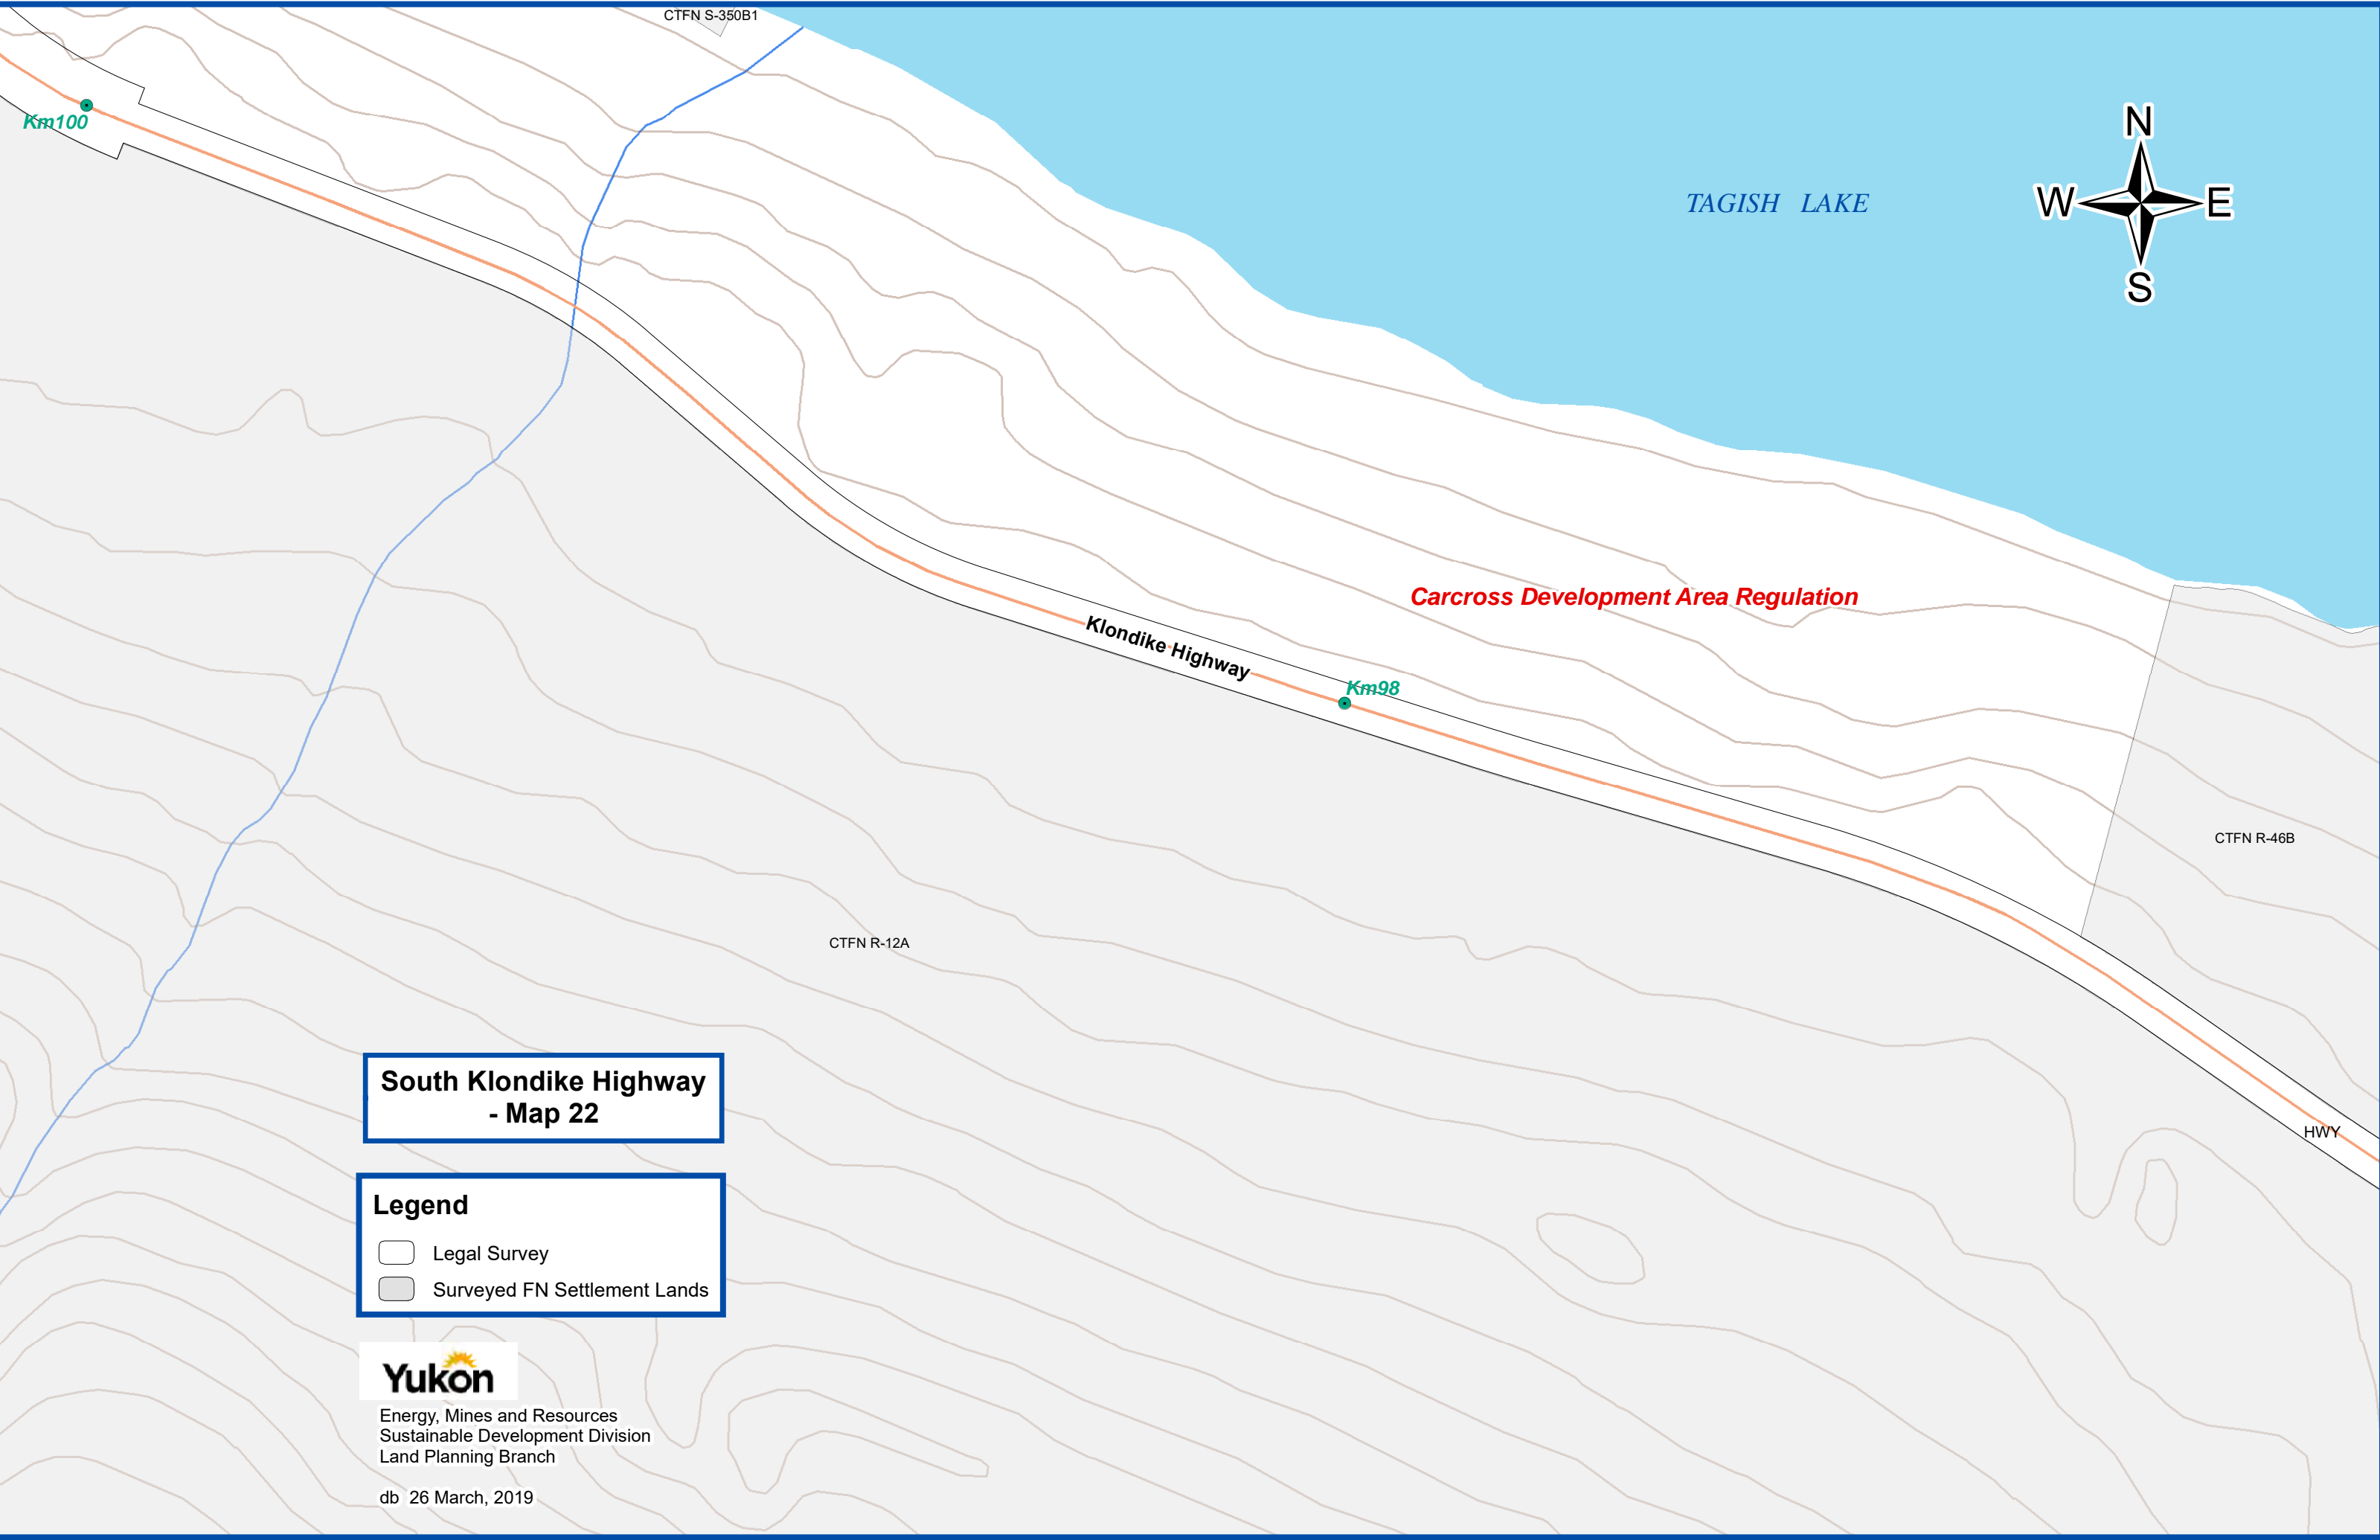 CTFN S-350B1
Km100
TAGISH LAKE
N
W
E
S
Carcross Development Area Regulation
Klondike Highway
Km98
CTFN R-46B
CTFN R-12A
HWY
South Klondike Highway
- Map 22
Legend
Legal Survey
Surveyed FN Settlement Lands
Yukon
Energy, Mines and Resources
Sustainable Development Division
Land Planning Branch
db 26 March, 2019